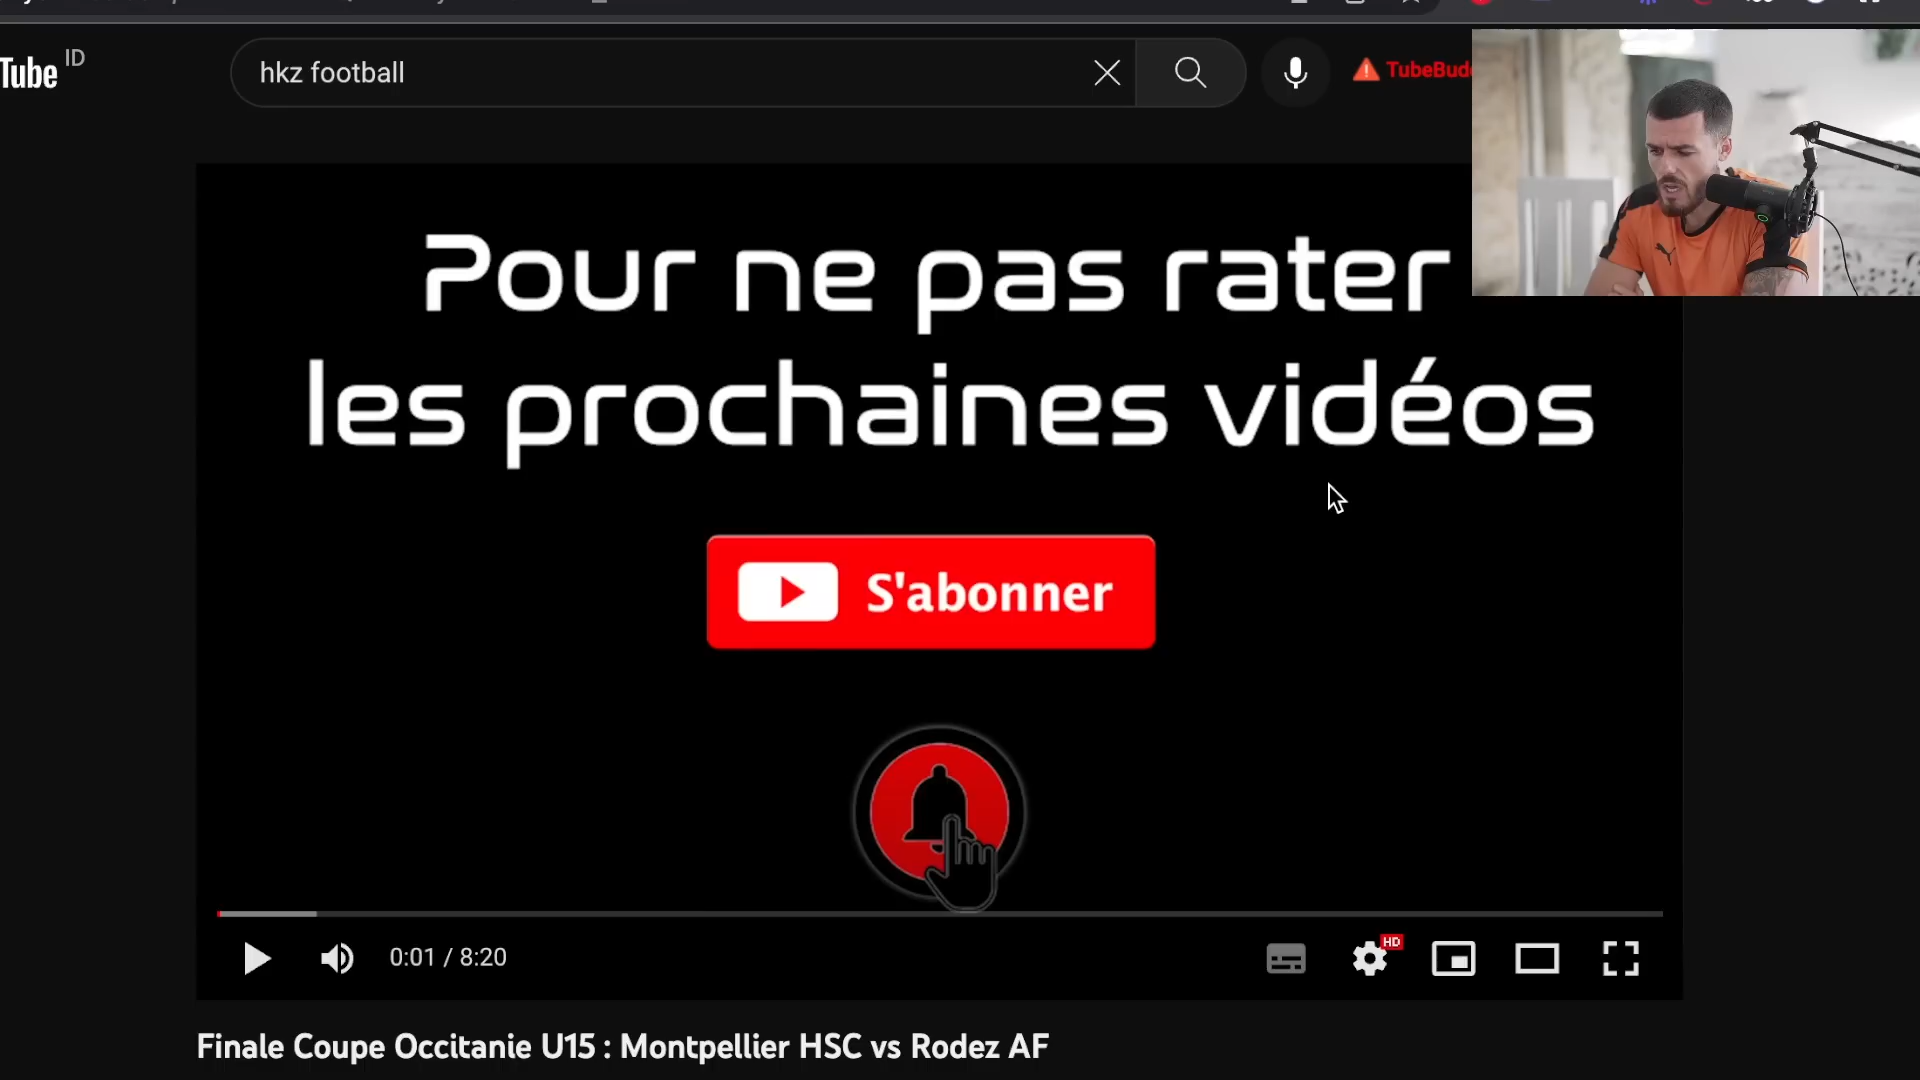 Tube ID
hkz football
TubeBud
Pour ne pas rater
les prochaines vidéos
S'abonner
0:01 / 8:20
HD
Finale Coupe Occitanie U15 : Montpellier HSC vs Rodez AF